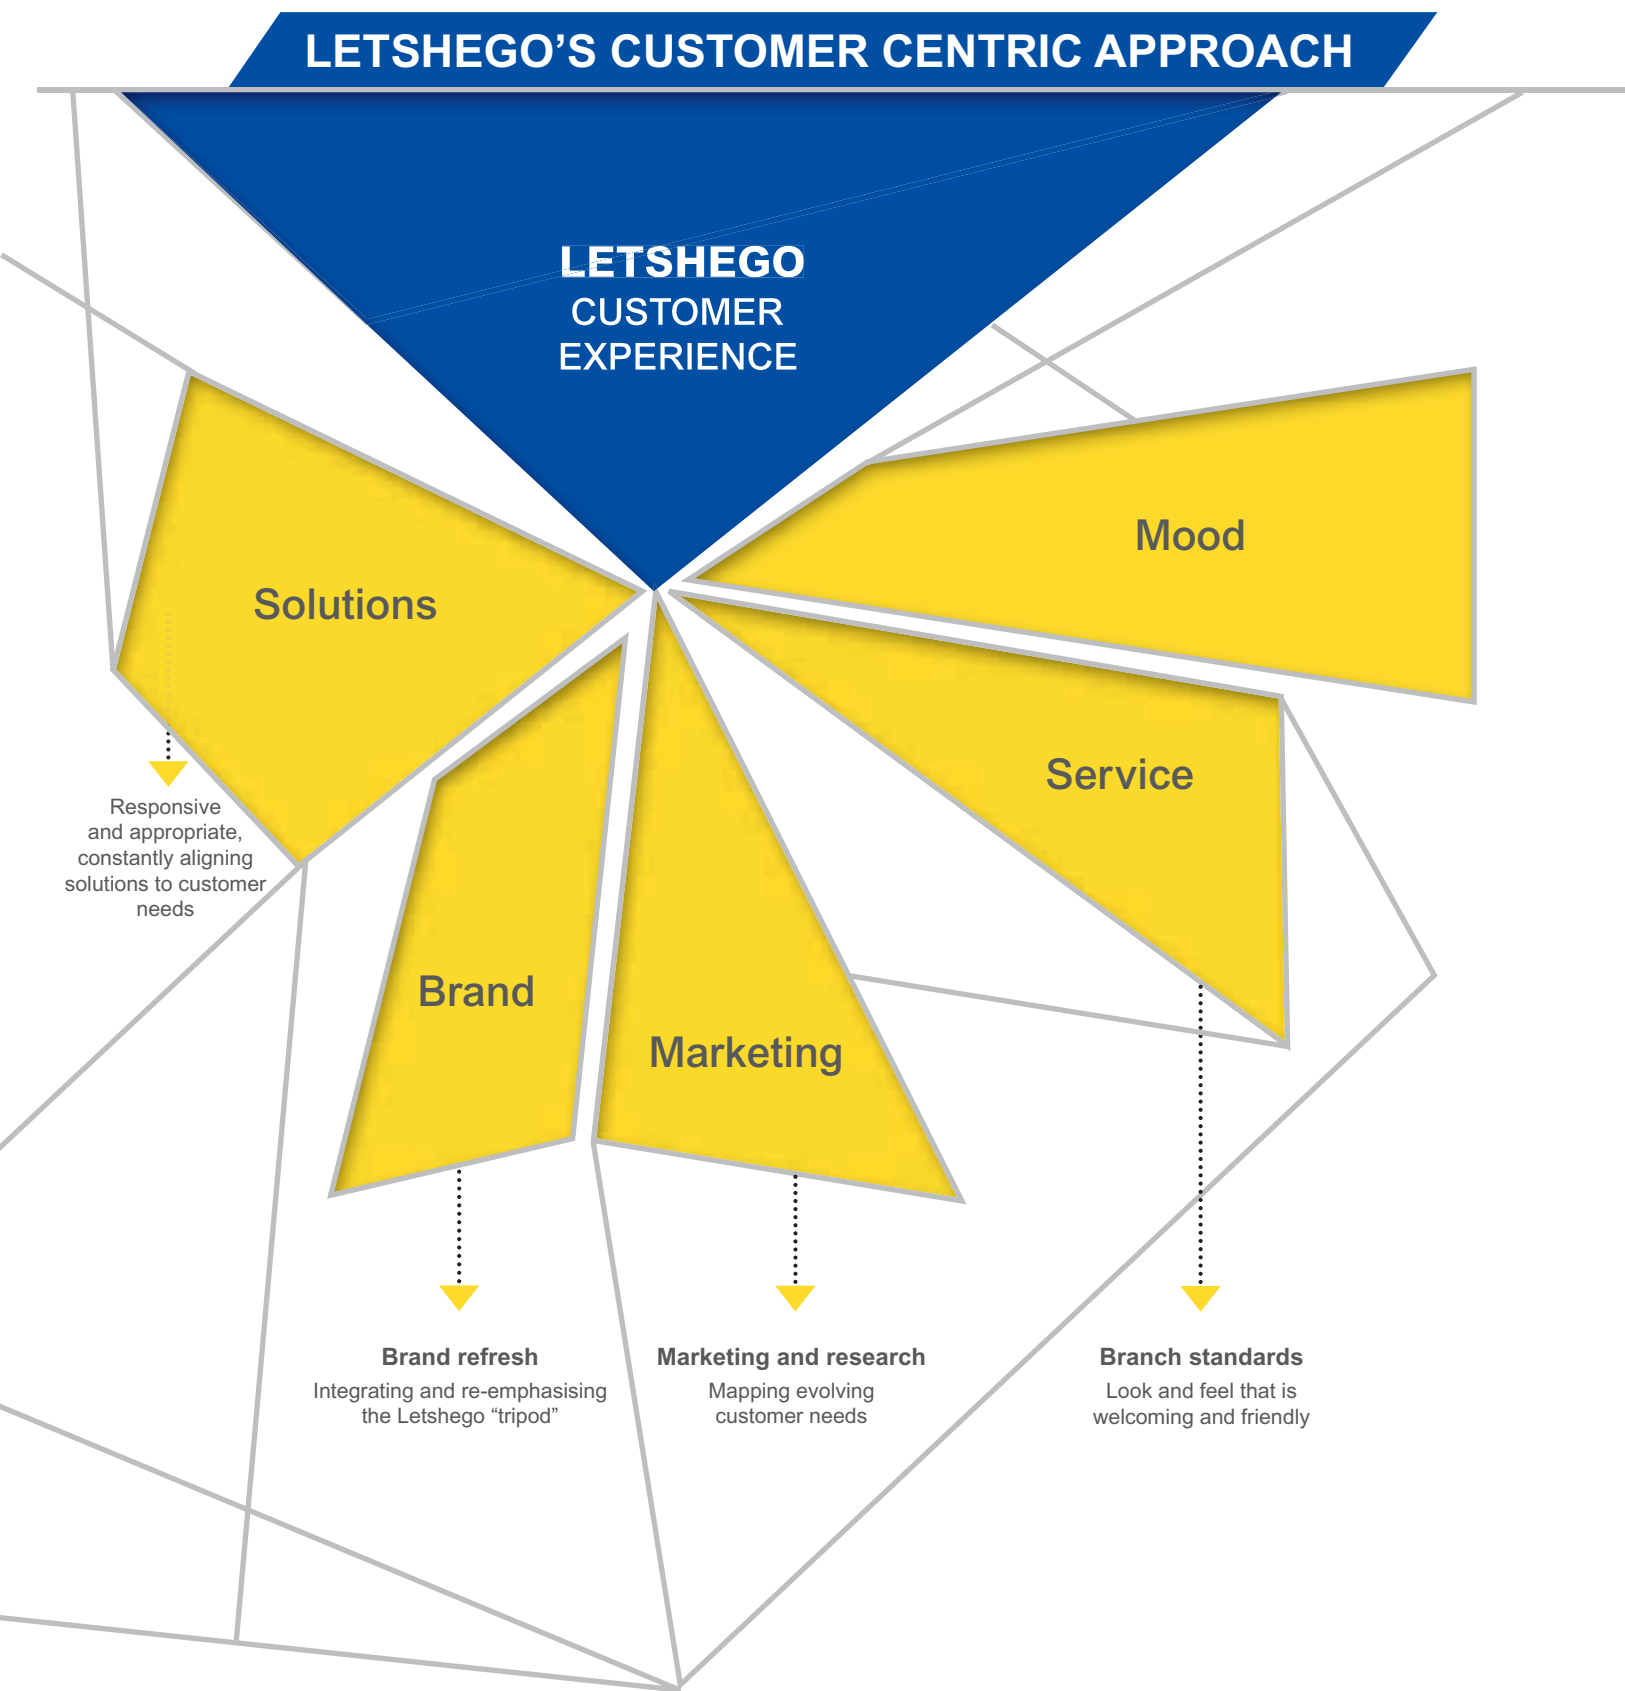 LETSHEGO’S CUSTOMER CENTRIC APPROACH
LETSHEGO
CUSTOMER
EXPERIENCE
Mood
Solutions
Service
Responsive
and appropriate,
constantly aligning
solutions to customer
needs
Brand
Marketing
Brand refresh
Integrating and re-emphasising
the Letshego “tripod”
Marketing and research
Mapping evolving
customer needs
Branch standards
Look and feel that is
welcoming and friendly